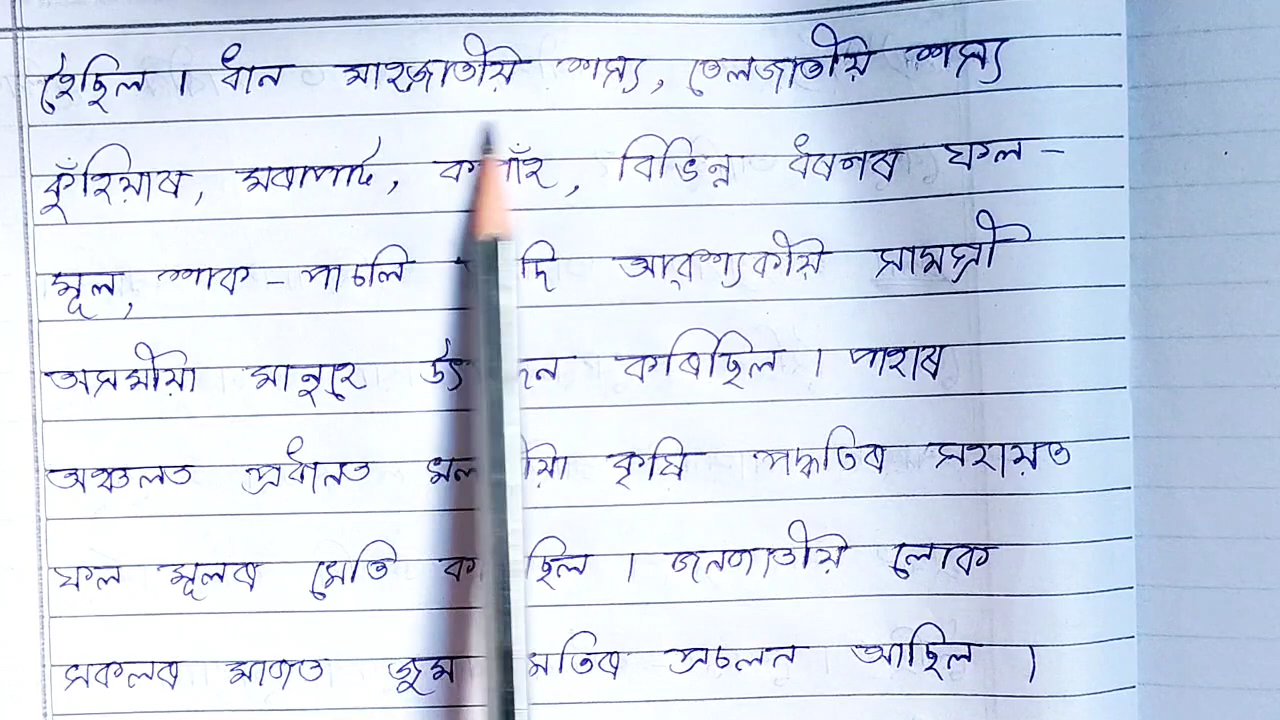 হৈছিল । ধান মাহজাতীয় শস্য, তেলজাতীয় শস্য
কুঁহিয়াৰ, মৰাপাট, বিভিন্ন ধৰণৰ ফল -
মূল, শাক - পাচলি আৱশ্যকীয় সামগ্ৰী
অসমীয়া মানুহে কৰিছিল । পাহাৰ
অঞ্চলত প্ৰধানত কৃষি পদ্ধতিৰ সহায়ত
ফল মূলৰ খেতি । জনজাতীয় লোক
সকলৰ মাজত জুম প্ৰচলন আছিল ।